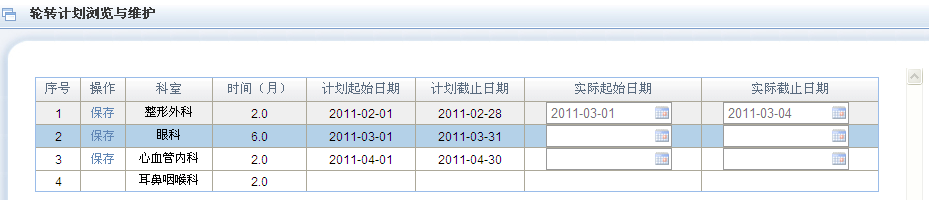 轮转计划浏览与维护
序号 操作 科室 时间（月） 计划起始日期 计划截止日期 实际起始日期 实际截止日期
1 保存 整形外科 2.0 2011-02-01 2011-02-28 2011-03-01 2011-03-04
2 保存 眼科 6.0 2011-03-01 2011-03-31
3 保存 心血管内科 2.0 2011-04-01 2011-04-30
4 耳鼻咽喉科 2.0